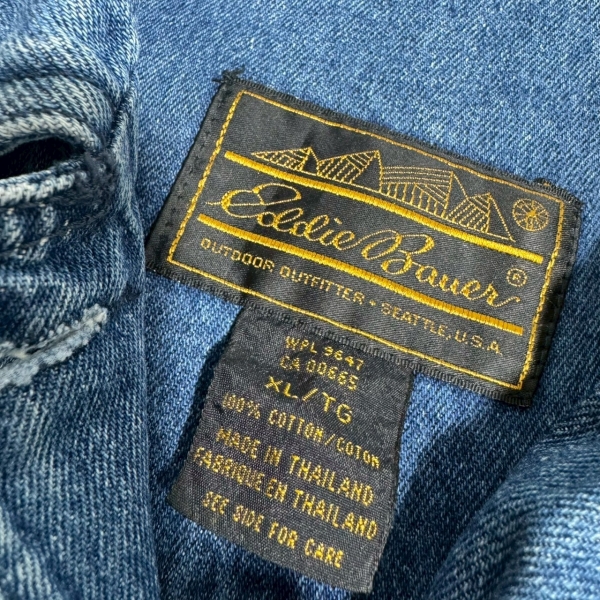 Eddie Bauer®
OUTDOOR OUTFITTER • SEATTLE, U.S.A.
WPL 9647
CA 00665
XL/TG
100% COTTON/COTON
MADE IN THAILAND
FABRIQUE EN THAILAND
SEE SIDE FOR CARE